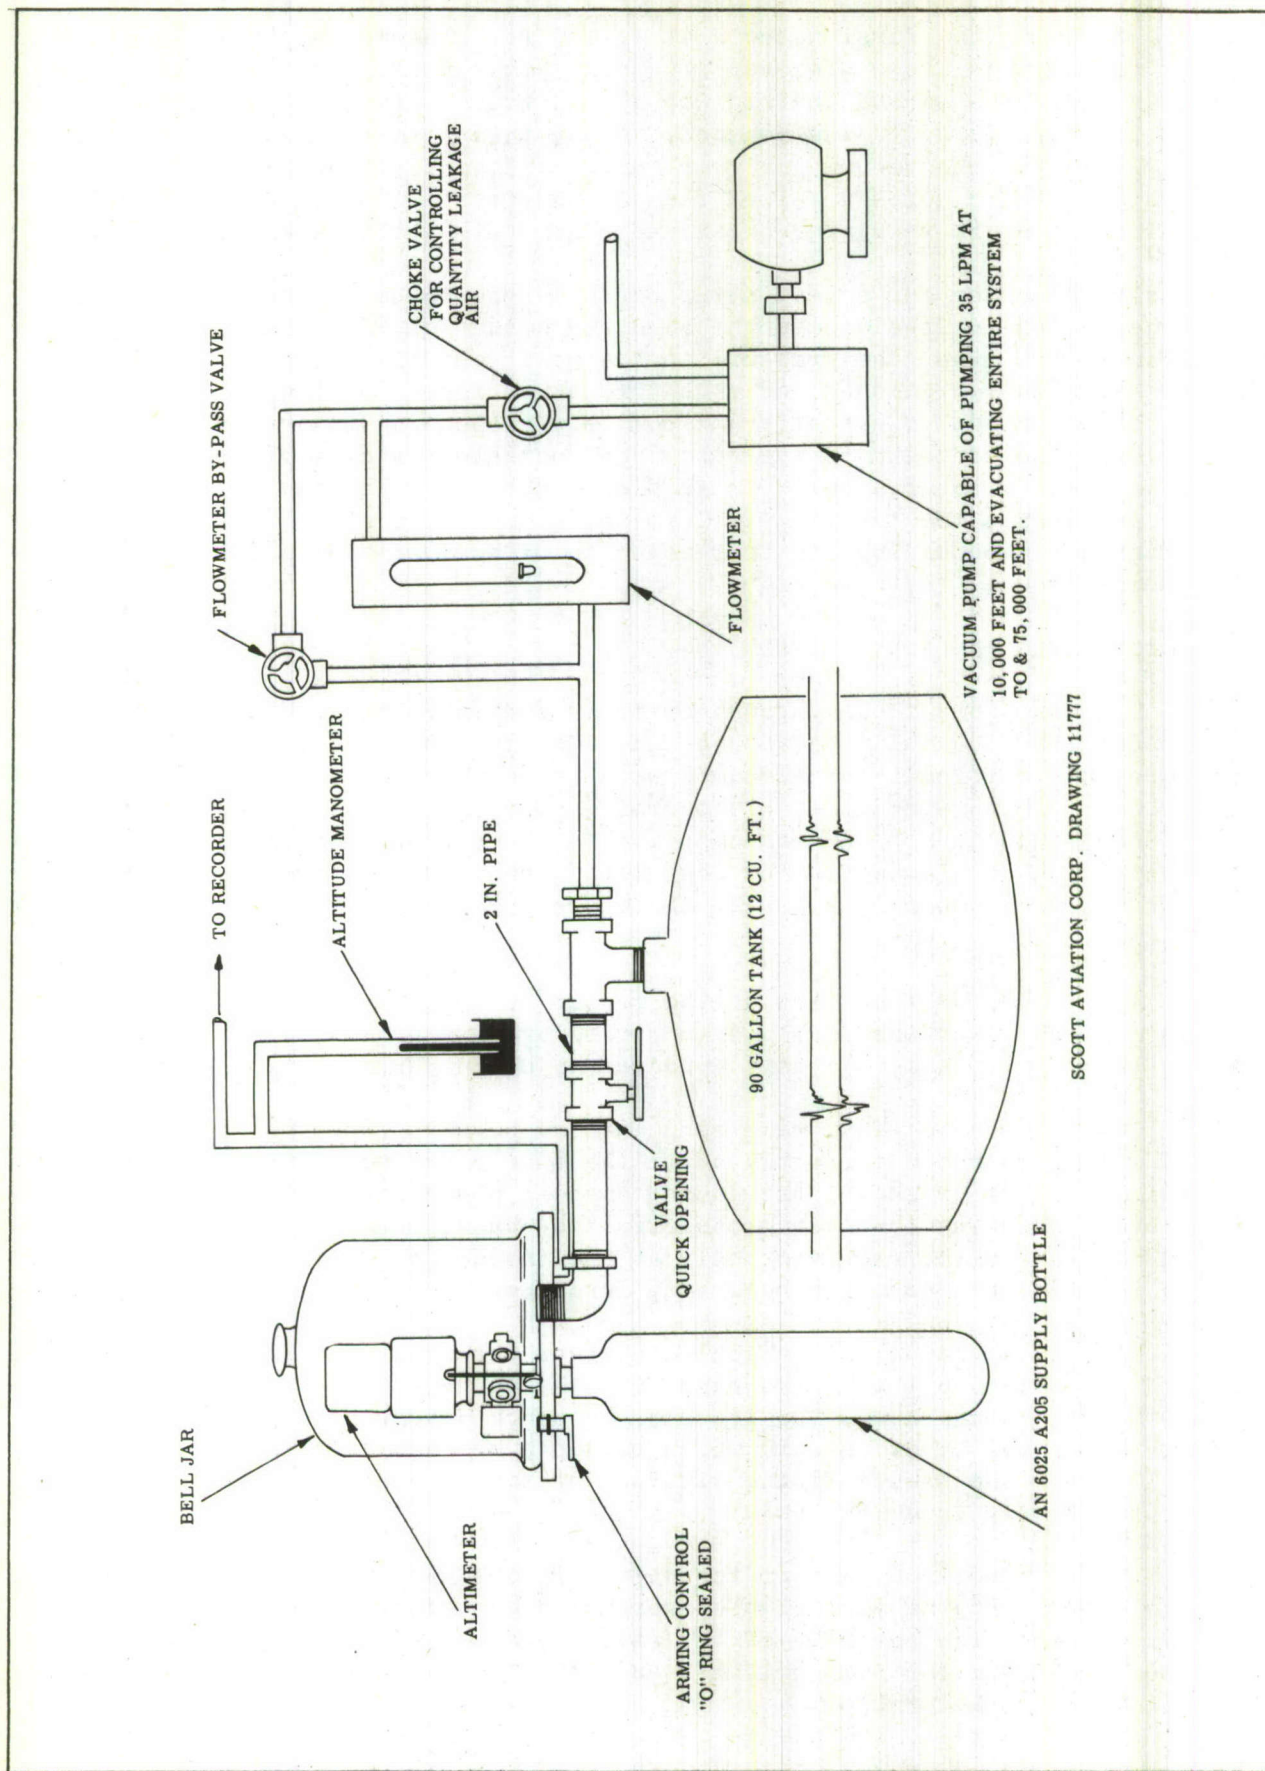 BELL JAR
ALTIMETER
ARMING CONTROL
"O" RING SEALED
AN 6025 A205 SUPPLY BOTTLE
TO RECORDER
ALTITUDE MANOMETER
2 IN. PIPE
VALVE
QUICK OPENING
90 GALLON TANK (12 CU. FT.)
FLOWMETER BY-PASS VALVE
CHOKE VALVE
FOR CONTROLLING
QUANTITY LEAKAGE
AIR
FLOWMETER
VACUUM PUMP CAPABLE OF PUMPING 35 LPM AT
10,000 FEET AND EVACUATING ENTIRE SYSTEM
TO & 75,000 FEET.
SCOTT AVIATION CORP. DRAWING 11777